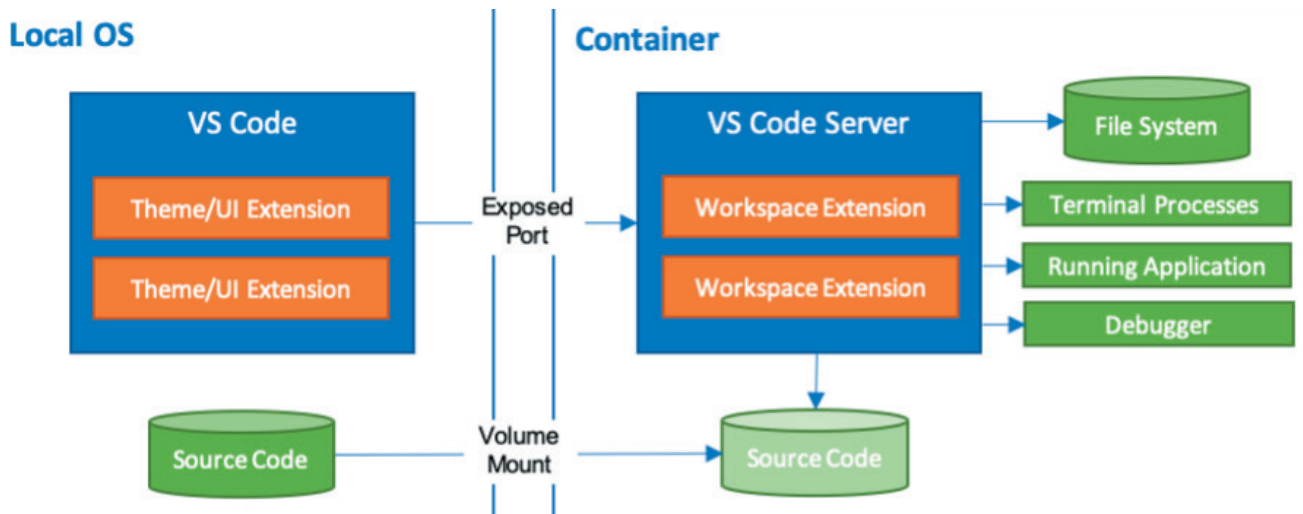 Local OS
Container
VS Code
Theme/UI Extension
Theme/UI Extension
Exposed
Port
VS Code Server
Workspace Extension
Workspace Extension
File System
Terminal Processes
Running Application
Debugger
Source Code
Volume
Mount
Source Code